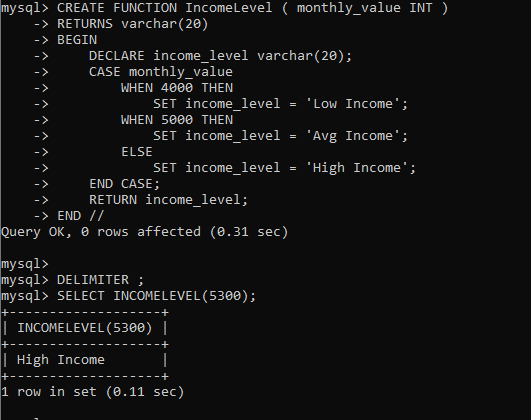 mysql> CREATE FUNCTION IncomeLevel ( monthly_value INT )
    -> RETURNS varchar(20)
    -> BEGIN
    ->     DECLARE income_level varchar(20);
    ->     CASE monthly_value
    ->         WHEN 4000 THEN
    ->             SET income_level = 'Low Income';
    ->         WHEN 5000 THEN
    ->             SET income_level = 'Avg Income';
    ->         ELSE
    ->             SET income_level = 'High Income';
    ->     END CASE;
    ->     RETURN income_level;
    -> END //
Query OK, 0 rows affected (0.31 sec)

mysql>
mysql> DELIMITER ;
mysql> SELECT INCOMELEVEL(5300);
+-------------------+
| INCOMELEVEL(5300) |
+-------------------+
| High Income       |
+-------------------+
1 row in set (0.11 sec)